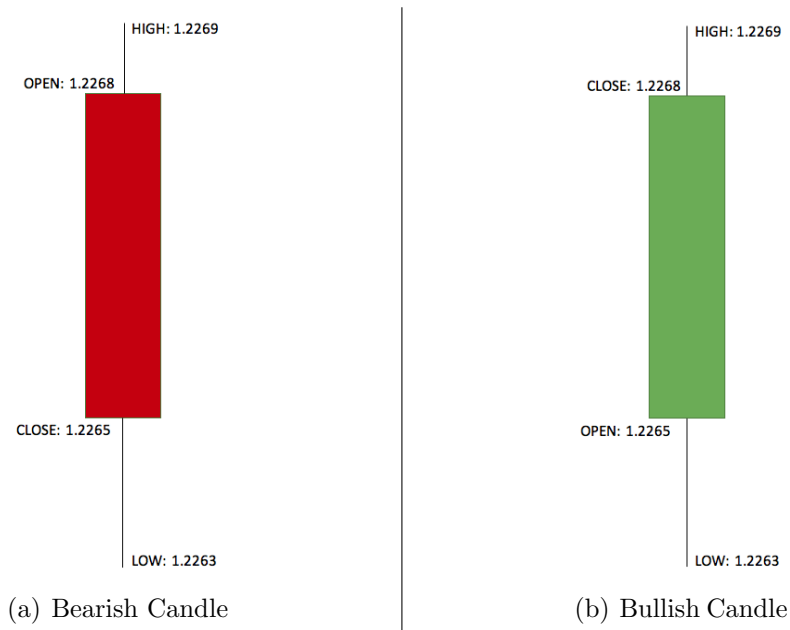 HIGH: 1.2269
OPEN: 1.2268
CLOSE: 1.2265
LOW: 1.2263
(a) Bearish Candle
HIGH: 1.2269
CLOSE: 1.2268
OPEN: 1.2265
LOW: 1.2263
(b) Bullish Candle